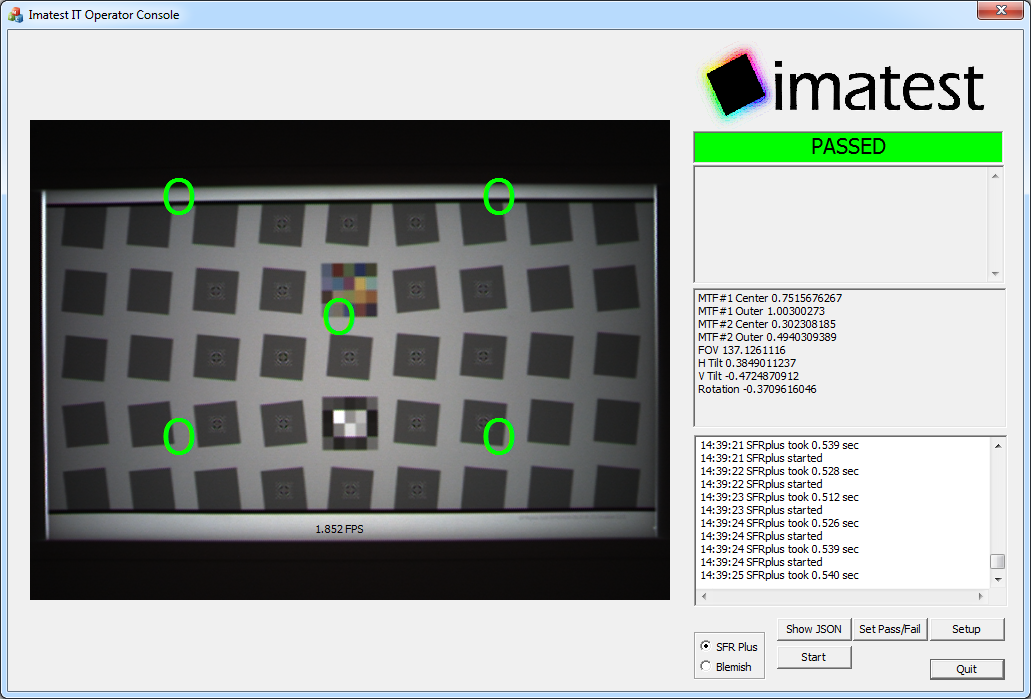 Imatest IT Operator Console
imatest
PASSED
MTF#1 Center 0.7515676267
MTF#1 Outer 1.00300273
MTF#2 Center 0.302308185
MTF#2 Outer 0.4940309389
FOV 137.1261116
H Tilt 0.3849011237
V Tilt -0.4724870912
Rotation -0.3709616046
1.852 FPS
14:39:21 SFRplus took 0.539 sec
14:39:21 SFRplus started
14:39:22 SFRplus took 0.528 sec
14:39:22 SFRplus started
14:39:23 SFRplus took 0.512 sec
14:39:23 SFRplus started
14:39:24 SFRplus took 0.526 sec
14:39:24 SFRplus started
14:39:24 SFRplus took 0.539 sec
14:39:24 SFRplus started
14:39:25 SFRplus took 0.540 sec
SFR Plus
Blemish
Show JSON
Set Pass/Fail
Setup
Start
Quit